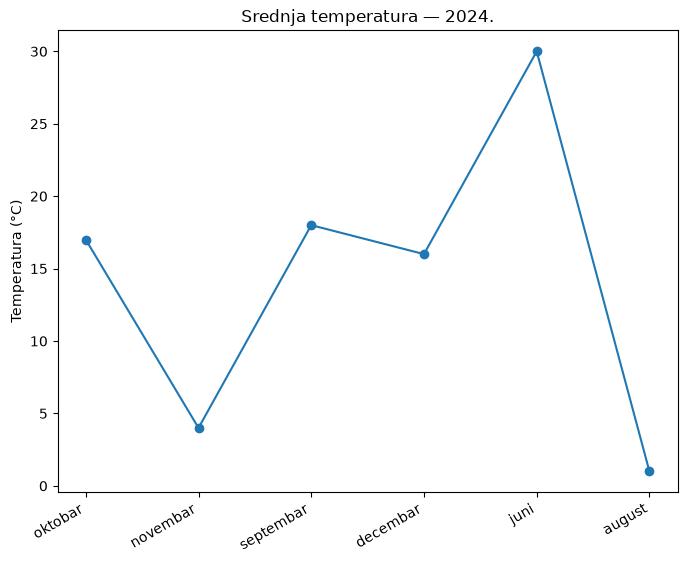 Srednja temperatura — 2024.
Temperatura (°C)
30
25
20
15
10
5
0
oktobar
novembar
septembar
decembar
juni
august